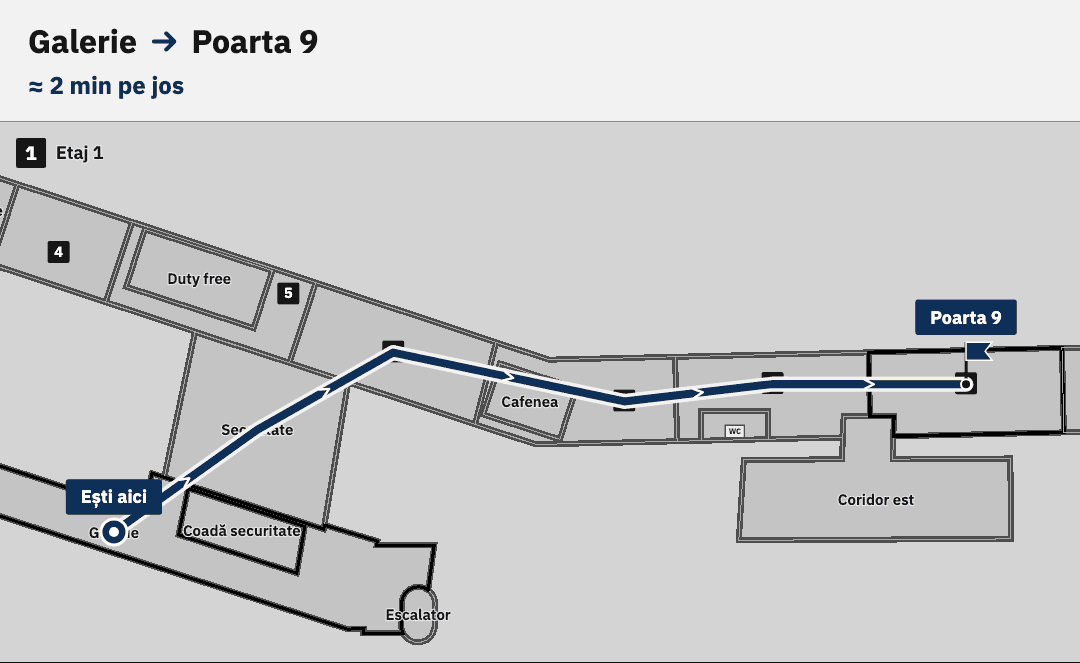 Galerie → Poarta 9
≈ 2 min pe jos
1 Etaj 1
4
Duty free
5
Poarta 9
Cafenea
WC
Ești aici
Coridor est
Coadă securitate
Escalator